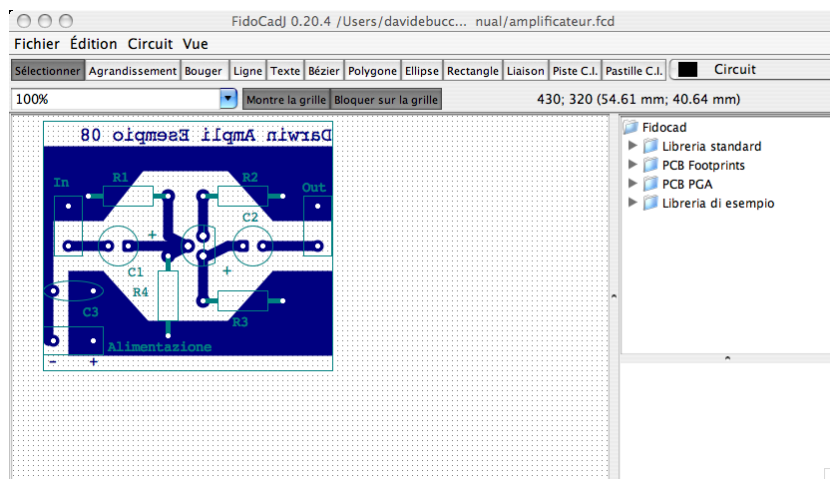 FidoCadJ 0.20.4 /Users/davidebucc... nual/amplificateur.fcd
Fichier Édition Circuit Vue
Sélectionner Agrandissement Bouger Ligne Texte Bézier Polygone Ellipse Rectangle Liaison Piste C.I. Pastille C.I. Circuit
100% Montre la grille Bloquer sur la grille 430; 320 (54.61 mm; 40.64 mm)
Darwin Ampli Esempio 08
In R1 R2 Out
C2
+
C1 +
R4
C3 R3
Alimentazione
- +
Fidocad
Libreria standard
PCB Footprints
PCB PGA
Libreria di esempio